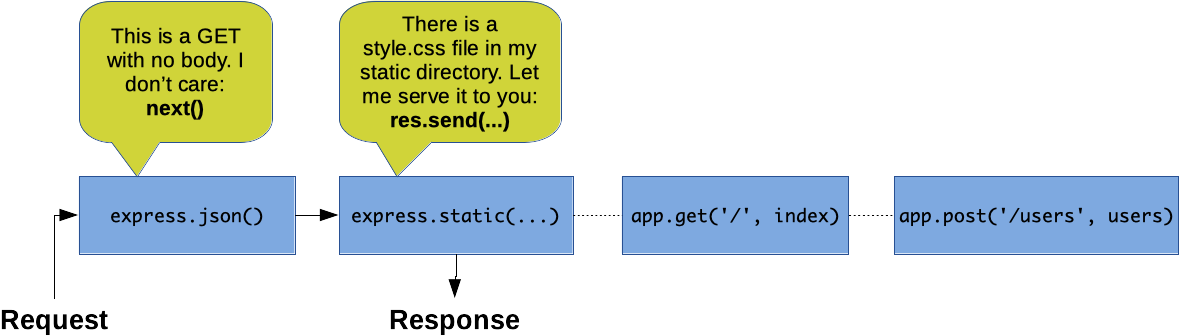 This is a GET
with no body. I
don’t care:
next()
There is a
style.css file in my
static directory. Let
me serve it to you:
res.send(...)
express.json()
express.static(...)
app.get('/', index)
app.post('/users', users)
Request
Response